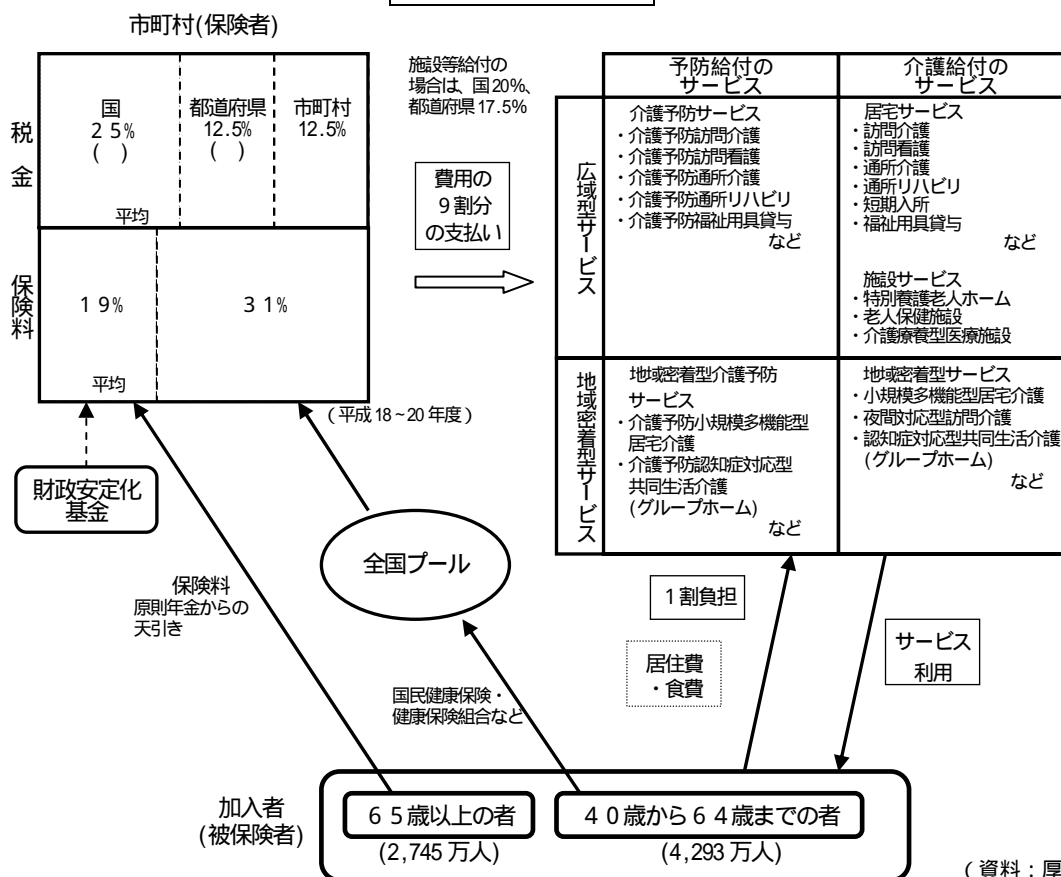 市町村(保険者)
税金
国
25%
( )
都道府県
12.5%
( )
市町村
12.5%
平均
保険料
19%
31%
平均
(平成18~20年度)
施設等給付の
場合は、国20%、
都道府県17.5%
費用の
9割分
の支払い
予防給付の
サービス
介護給付の
サービス
広域型サービス
介護予防サービス
・介護予防訪問介護
・介護予防訪問看護
・介護予防通所介護
・介護予防通所リハビリ
・介護予防福祉用具貸与
など
居宅サービス
・訪問介護
・訪問看護
・通所介護
・通所リハビリ
・短期入所
・福祉用具貸与
など
施設サービス
・特別養護老人ホーム
・老人保健施設
・介護療養型医療施設
地域密着型サービス
地域密着型介護予防
サービス
・介護予防小規模多機能型
居宅介護
・介護予防認知症対応型
共同生活介護
(グループホーム)
など
地域密着型サービス
・小規模多機能型居宅介護
・夜間対応型訪問介護
・認知症対応型共同生活介護
(グループホーム)
など
財政安定化
基金
全国プール
保険料
原則年金からの
天引き
国民健康保険・
健康保険組合など
1割負担
居住費
・食費
サービス
利用
加入者
(被保険者)
65歳以上の者
(2,745万人)
40歳から64歳までの者
(4,293万人)
(資料:厚